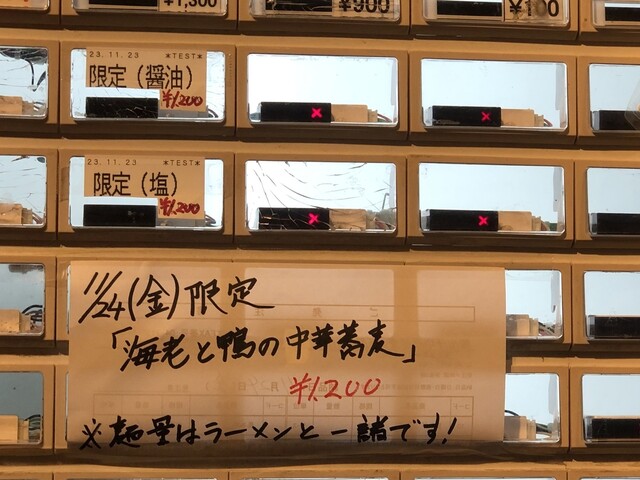 ¥1,300
¥900
¥100
23.11.23 *TEST*
限定（醤油）
¥1,200
23.11.23 *TEST*
限定（塩）
¥1,200
11/24(金)限定
「海老と鴨の中華蕎麦」
¥1,200
※麺量はラーメンと一諸です!